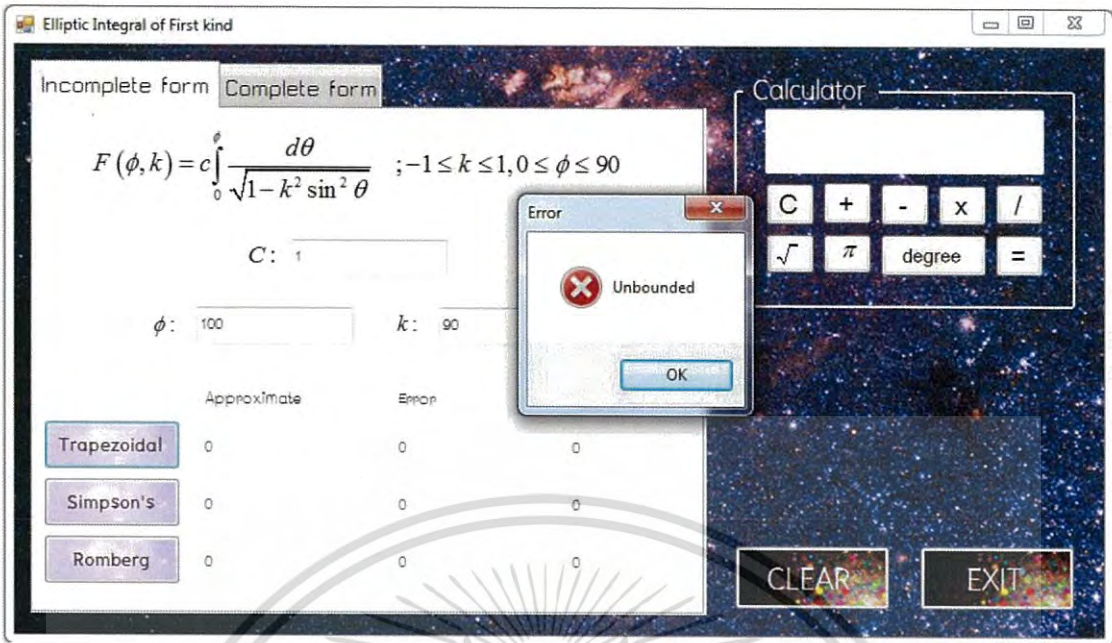 Elliptic Integral of First kind
Incomplete form Complete form
F(ϕ,k)=c∫₀^ϕ dθ/√(1−k² sin² θ) ;−1≤k≤1,0≤ϕ≤90
C: 1
ϕ: 100 k: 90
Approximate Error
Trapezoidal 0 0 0
Simpson's 0 0 0
Romberg 0 0 0
Error
Unbounded
OK
Calculator
C + - x /
√ π degree =
CLEAR EXIT